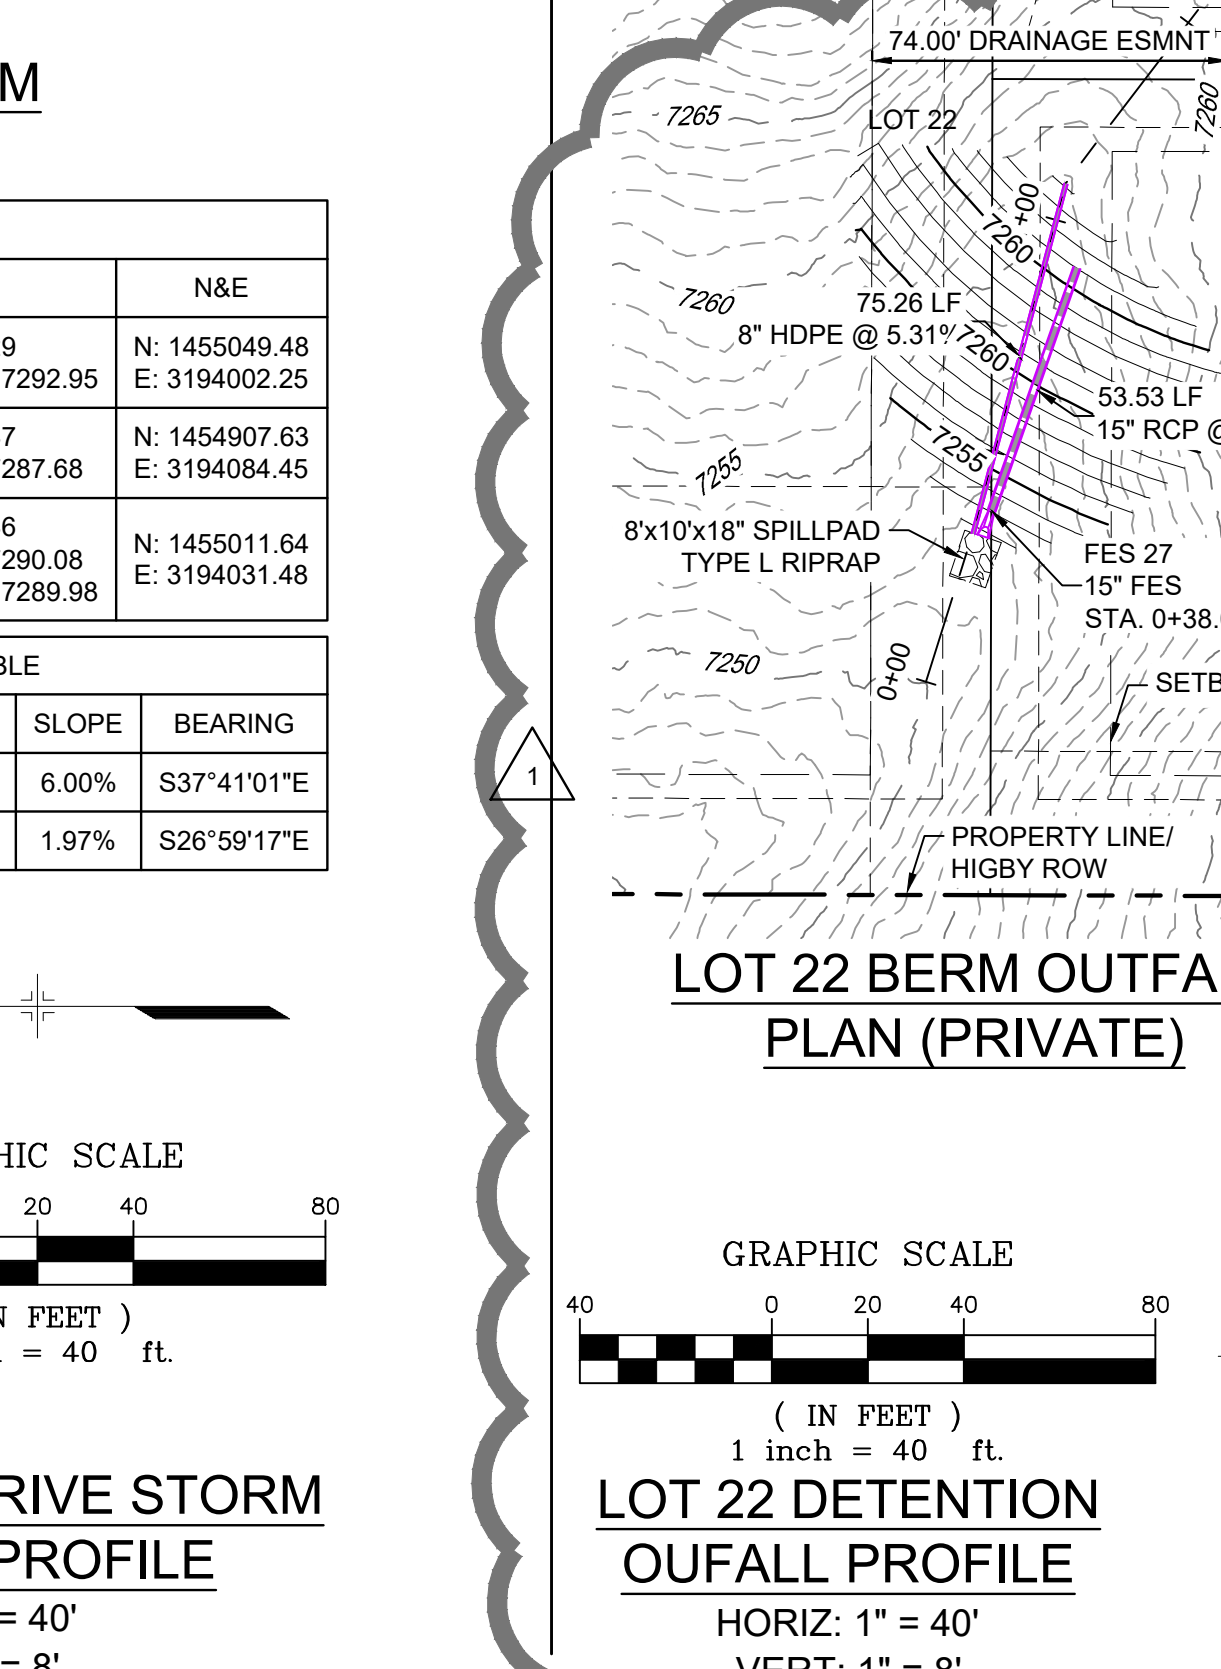 M
N&E
9
7292.95
N: 1455049.48
E: 3194002.25
7
287.68
N: 1454907.63
E: 3194084.45
6
290.08
7289.98
N: 1455011.64
E: 3194031.48
BLE
SLOPE
BEARING
6.00%
S37°41'01"E
1.97%
S26°59'17"E
HIC SCALE
20
40
80
N FEET )
= 40 ft.
RIVE STORM
PROFILE
= 40'
= 8'
1
74.00' DRAINAGE ESMNT
7265
LOT 22
7260
+00
7260
7260
75.26 LF
8" HDPE @ 5.31%
7260
53.53 LF
15" RCP @
7255
7255
8'x10'x18" SPILLPAD
TYPE L RIPRAP
FES 27
15" FES
STA. 0+38.
7250
0+00
SETB
PROPERTY LINE/
HIGBY ROW
LOT 22 BERM OUTFA
PLAN (PRIVATE)
GRAPHIC SCALE
40
0
20
40
80
( IN FEET )
1 inch = 40 ft.
LOT 22 DETENTION
OUFALL PROFILE
HORIZ: 1" = 40'
VERT: 1" = 8'